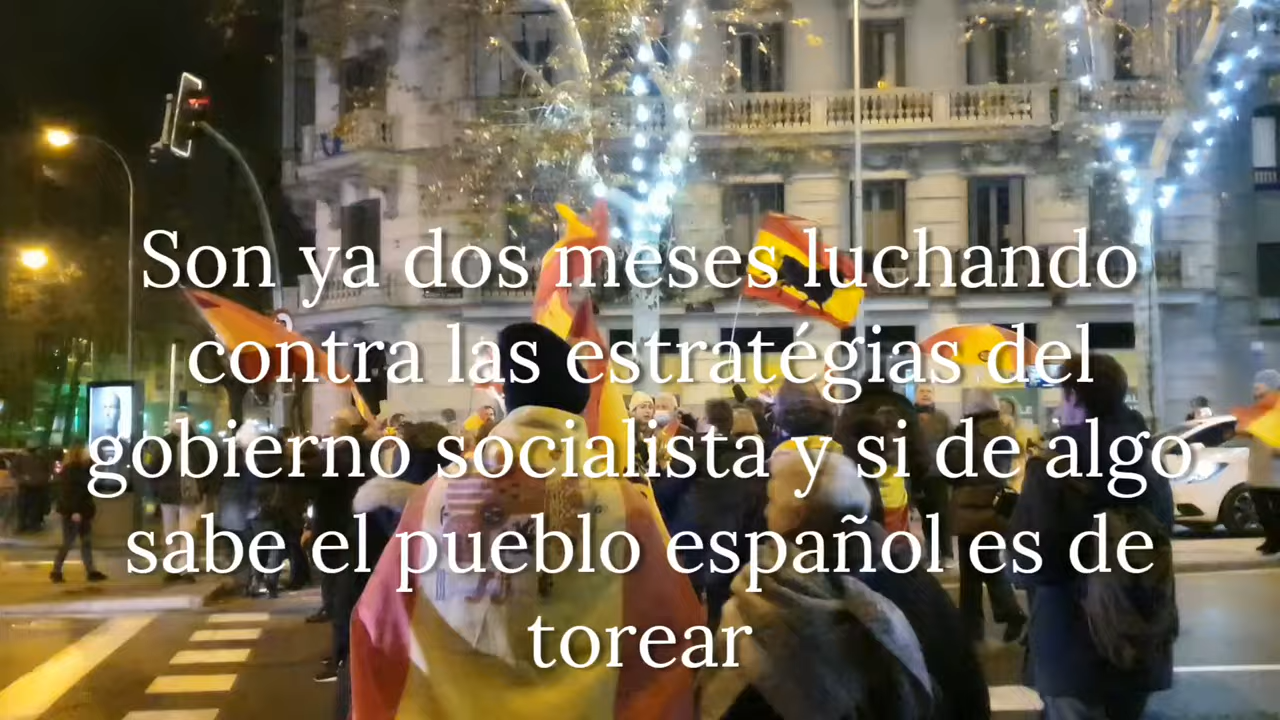 Son ya dos meses luchando
contra las estratégias del
gobierno socialista y si de algo
sabe el pueblo español es de
torear